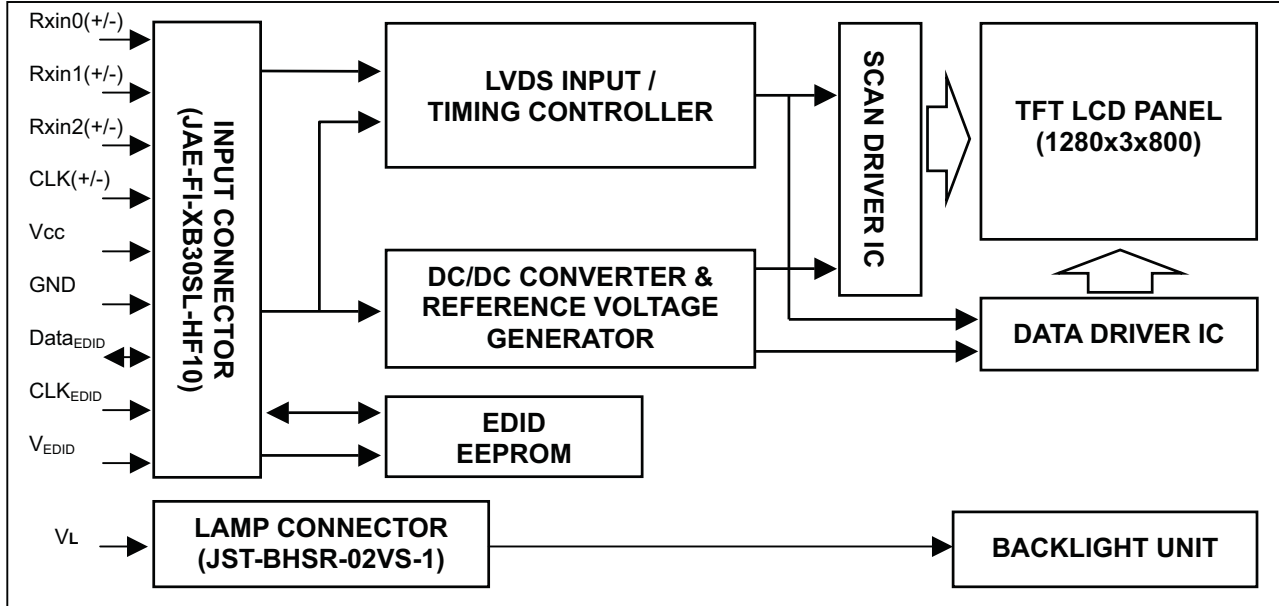 Rxin0(+/-)
Rxin1(+/-)
Rxin2(+/-)
CLK(+/-)
Vcc
GND
DataEDID
CLKEDID
VEDID
VL
INPUT CONNECTOR
(JAE-FI-XB30SL-HF10)
LVDS INPUT /
TIMING CONTROLLER
DC/DC CONVERTER &
REFERENCE VOLTAGE
GENERATOR
EDID
EEPROM
LAMP CONNECTOR
(JST-BHSR-02VS-1)
SCAN DRIVER IC
TFT LCD PANEL
(1280x3x800)
DATA DRIVER IC
BACKLIGHT UNIT